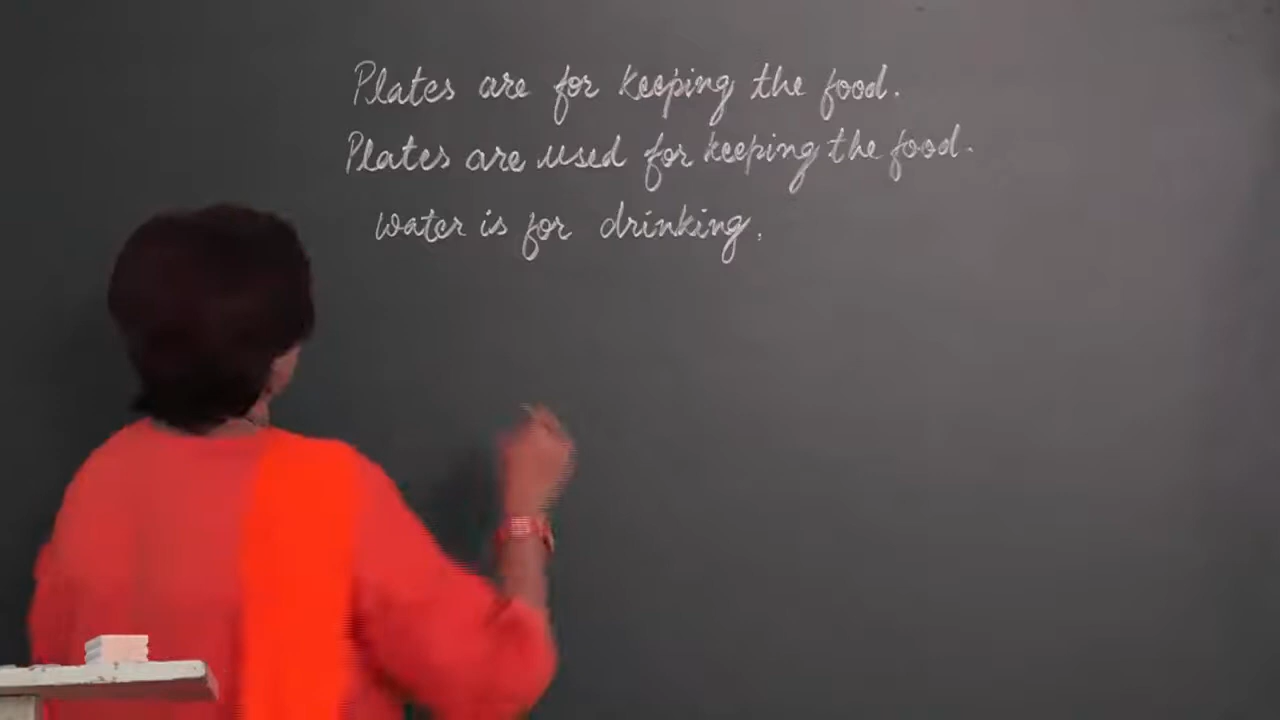 Plates are for keeping the food.
Plates are used for keeping the food.
water is for drinking.